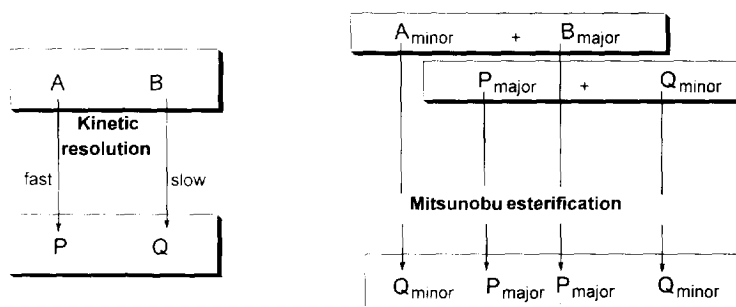 A B
Kinetic
resolution
fast slow
P Q
A minor + B major
P major + Q minor
Mitsunobu esterification
Q minor P major P major Q minor